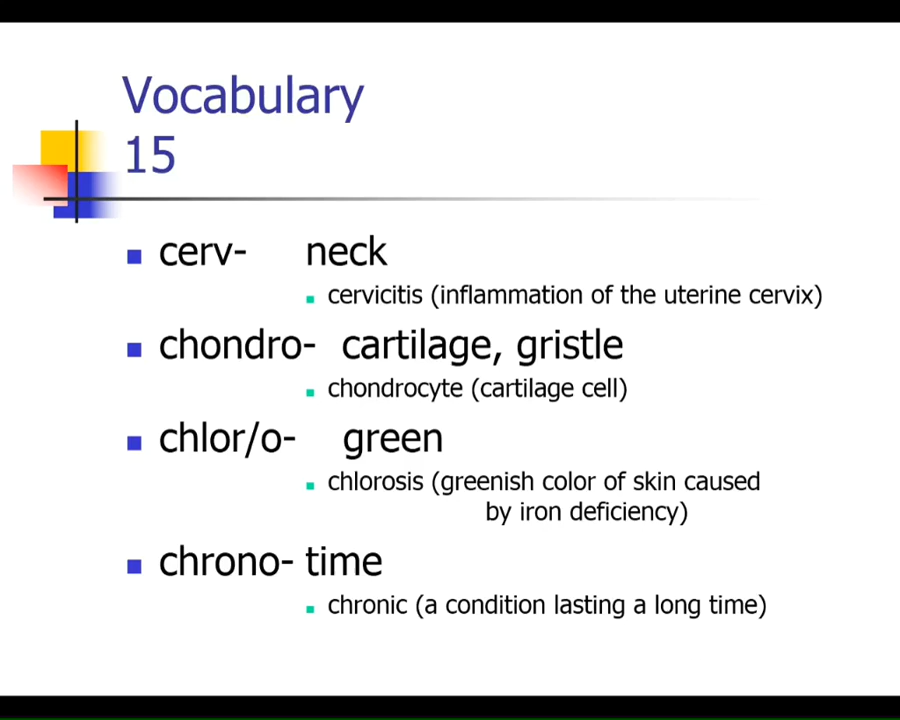 Vocabulary
15
cerv- neck
cervicitis (inflammation of the uterine cervix)
chondro- cartilage, gristle
chondrocyte (cartilage cell)
chlor/o- green
chlorosis (greenish color of skin caused
by iron deficiency)
chrono- time
chronic (a condition lasting a long time)